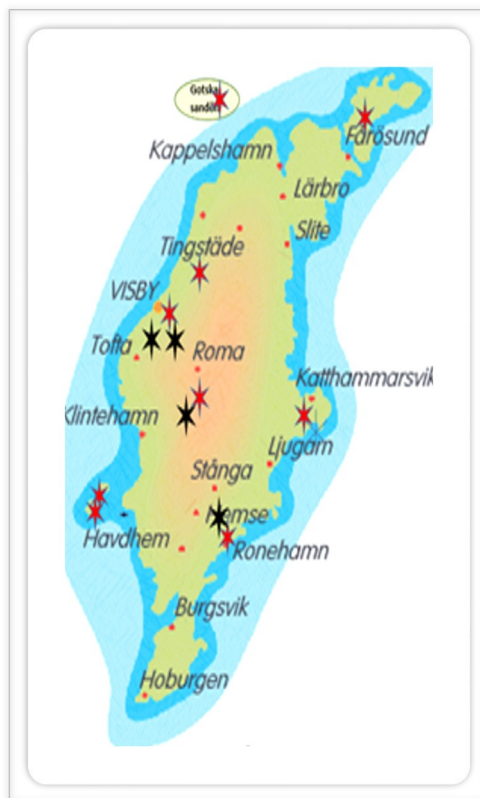 Gotska
sandön
Fårösund
Kappelshamn
Lärbro
Slite
Tingstäde
VISBY
Tofta
Roma
Katthammarsvik
Klintehamn
Ljugarn
Stånga
Hemse
Havdhem
Ronehamn
Burgsvik
Hoburgen